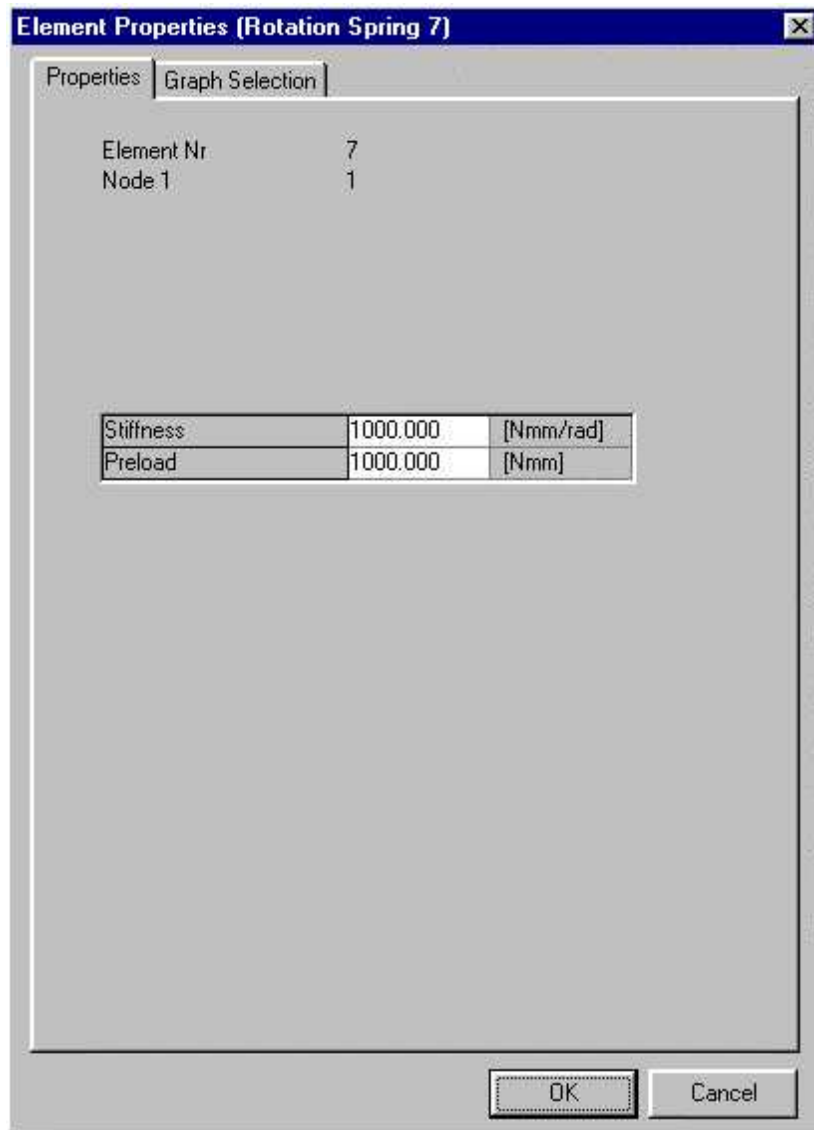 Element Properties (Rotation Spring 7)
Properties Graph Selection
Element Nr 7
Node 1 1
Stiffness 1000.000 [Nmm/rad]
Preload 1000.000 [Nmm]
OK Cancel